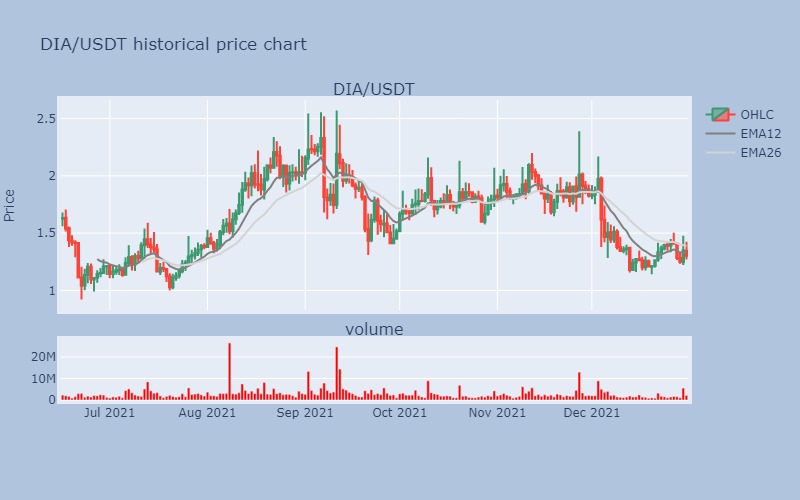 DIA/USDT historical price chart
DIA/USDT
OHLC
EMA12
EMA26
Price
2.5
2
1.5
1
volume
20M
10M
0
Jul 2021
Aug 2021
Sep 2021
Oct 2021
Nov 2021
Dec 2021